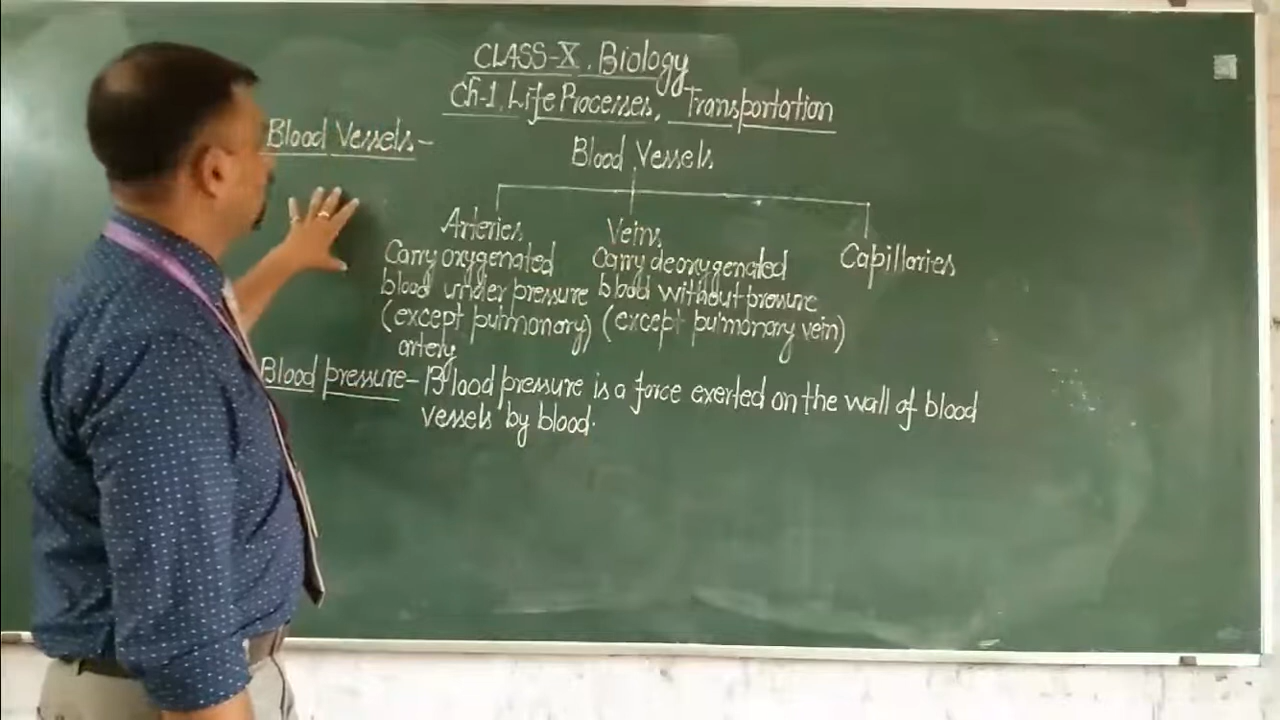 CLASS-X. Biology
Ch-1. Life Processes. Transportation
Blood Vessels-
Blood Vessels
Arteries
Carry oxygenated
blood under pressure
(except pulmonary)
artery
Veins
Carry deoxygenated
blood without pressure
(except pulmonary vein)
Capillaries
Blood pressure- Blood pressure is a force exerted on the wall of blood
vessels by blood.